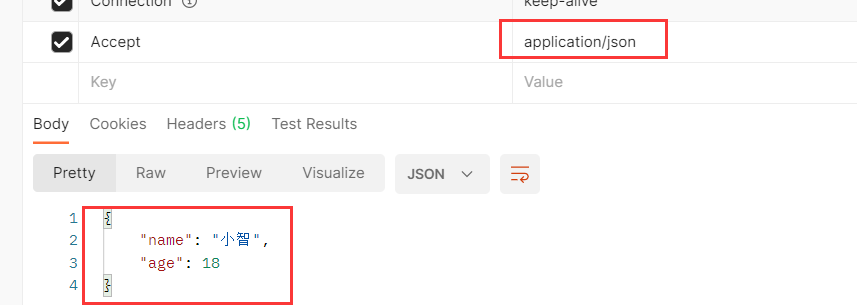 Connection keep-alive
Accept application/json
Key Value
Body Cookies Headers (5) Test Results
Pretty Raw Preview Visualize JSON
1 {
2 "name": "小智",
3 "age": 18
4 }